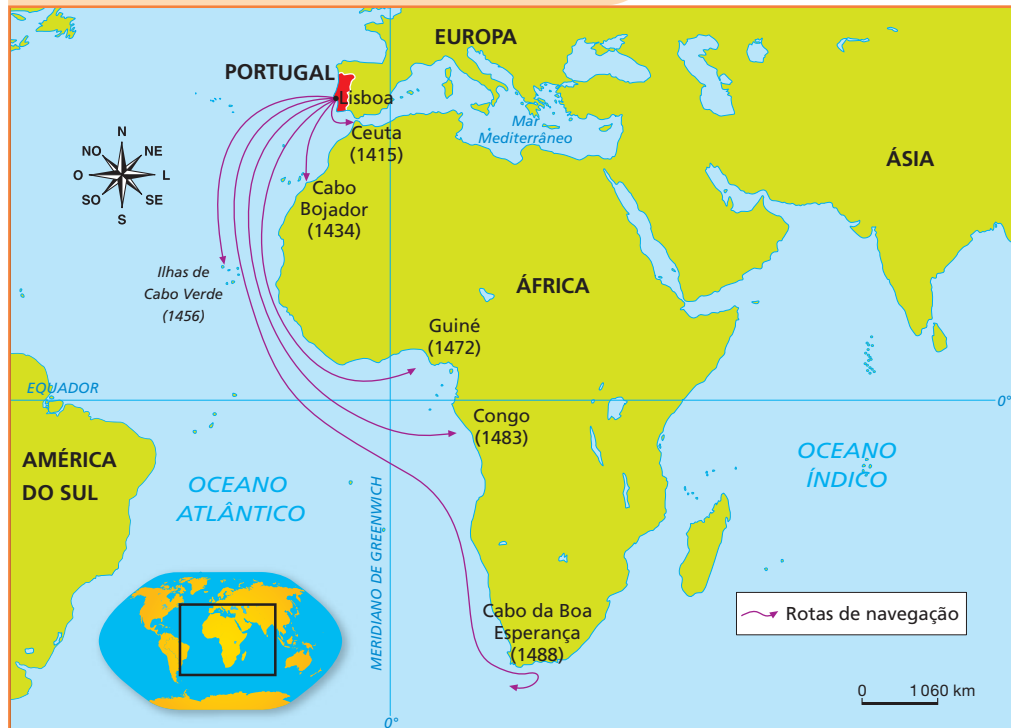 EUROPA
PORTUGAL
Lisboa
Ceuta
(1415)
Mar
Mediterrâneo
ÁSIA
N
NO
NE
O
L
SO
SE
S
Cabo
Bojador
(1434)
Ilhas de
Cabo Verde
(1456)
ÁFRICA
Guiné
(1472)
EQUADOR
0°
Congo
(1483)
AMÉRICA
DO SUL
OCEANO
ATLÂNTICO
OCEANO
ÍNDICO
MERIDIANO DE GREENWICH
Cabo da Boa
Esperança
(1488)
Rotas de navegação
0 1 060 km
0°